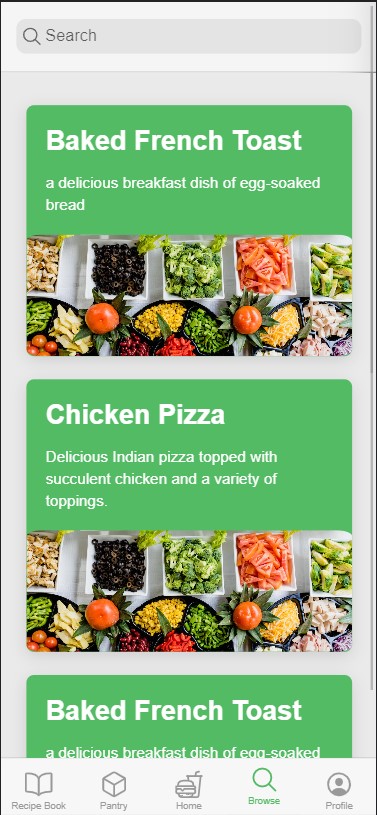 Search
Baked French Toast
a delicious breakfast dish of egg-soaked
bread
Chicken Pizza
Delicious Indian pizza topped with
succulent chicken and a variety of
toppings.
Baked French Toast
a delicious breakfast dish of egg-soaked
Recipe Book
Pantry
Home
Browse
Profile